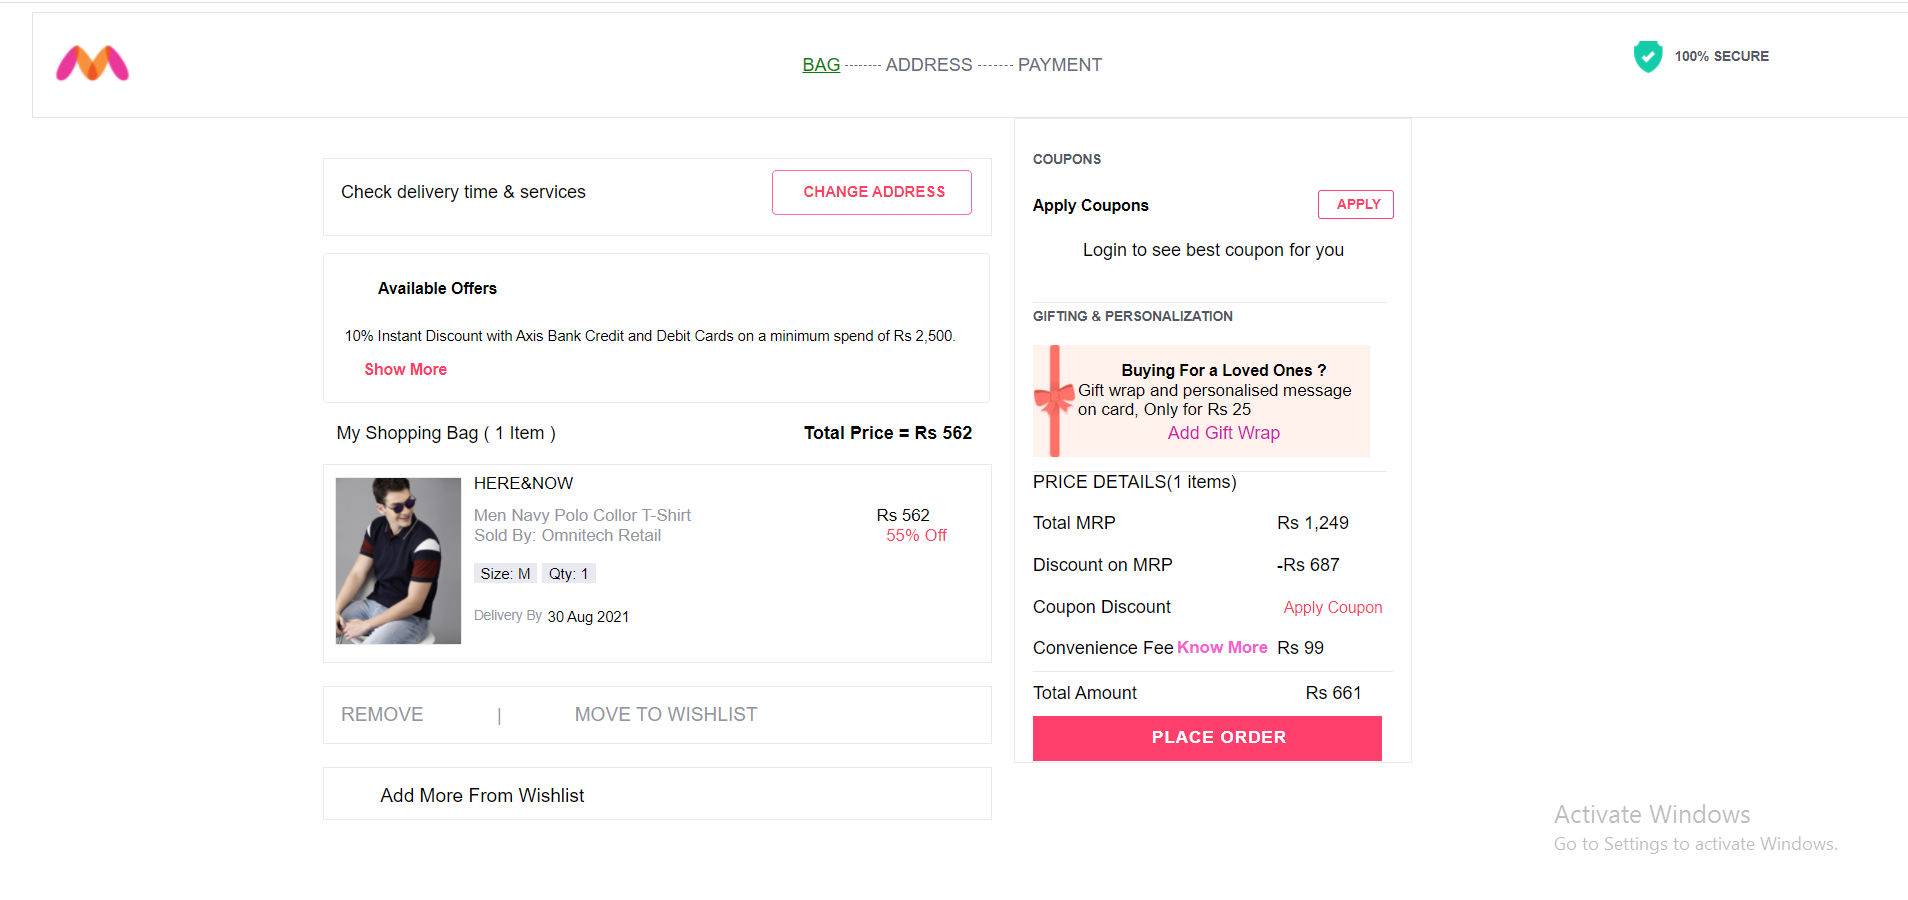 BAG ------- ADDRESS ------- PAYMENT
100% SECURE
Check delivery time & services
CHANGE ADDRESS
Available Offers
10% Instant Discount with Axis Bank Credit and Debit Cards on a minimum spend of Rs 2,500.
Show More
My Shopping Bag ( 1 Item )
Total Price = Rs 562
HERE&NOW
Men Navy Polo Collor T-Shirt
Rs 562
Sold By: Omnitech Retail
55% Off
Size: M Qty: 1
Delivery By 30 Aug 2021
REMOVE | MOVE TO WISHLIST
Add More From Wishlist
COUPONS
Apply Coupons
APPLY
Login to see best coupon for you
GIFTING & PERSONALIZATION
Buying For a Loved Ones ?
Gift wrap and personalised message
on card, Only for Rs 25
Add Gift Wrap
PRICE DETAILS(1 items)
Total MRP Rs 1,249
Discount on MRP -Rs 687
Coupon Discount Apply Coupon
Convenience Fee Know More Rs 99
Total Amount Rs 661
PLACE ORDER
Activate Windows
Go to Settings to activate Windows.